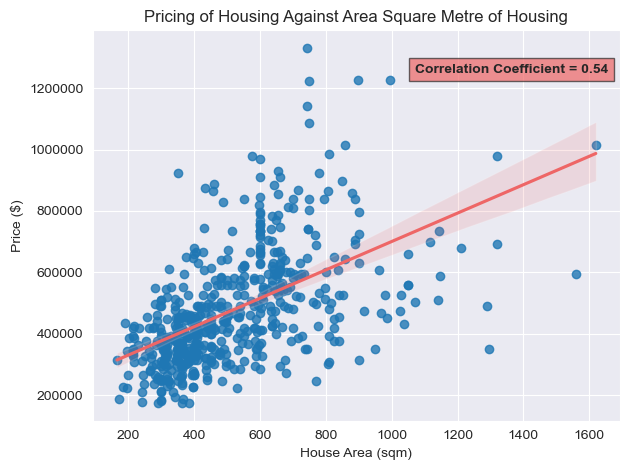 Pricing of Housing Against Area Square Metre of Housing
Correlation Coefficient = 0.54
1200000
1000000
800000
600000
400000
200000
Price ($)
200 400 600 800 1000 1200 1400 1600
House Area (sqm)